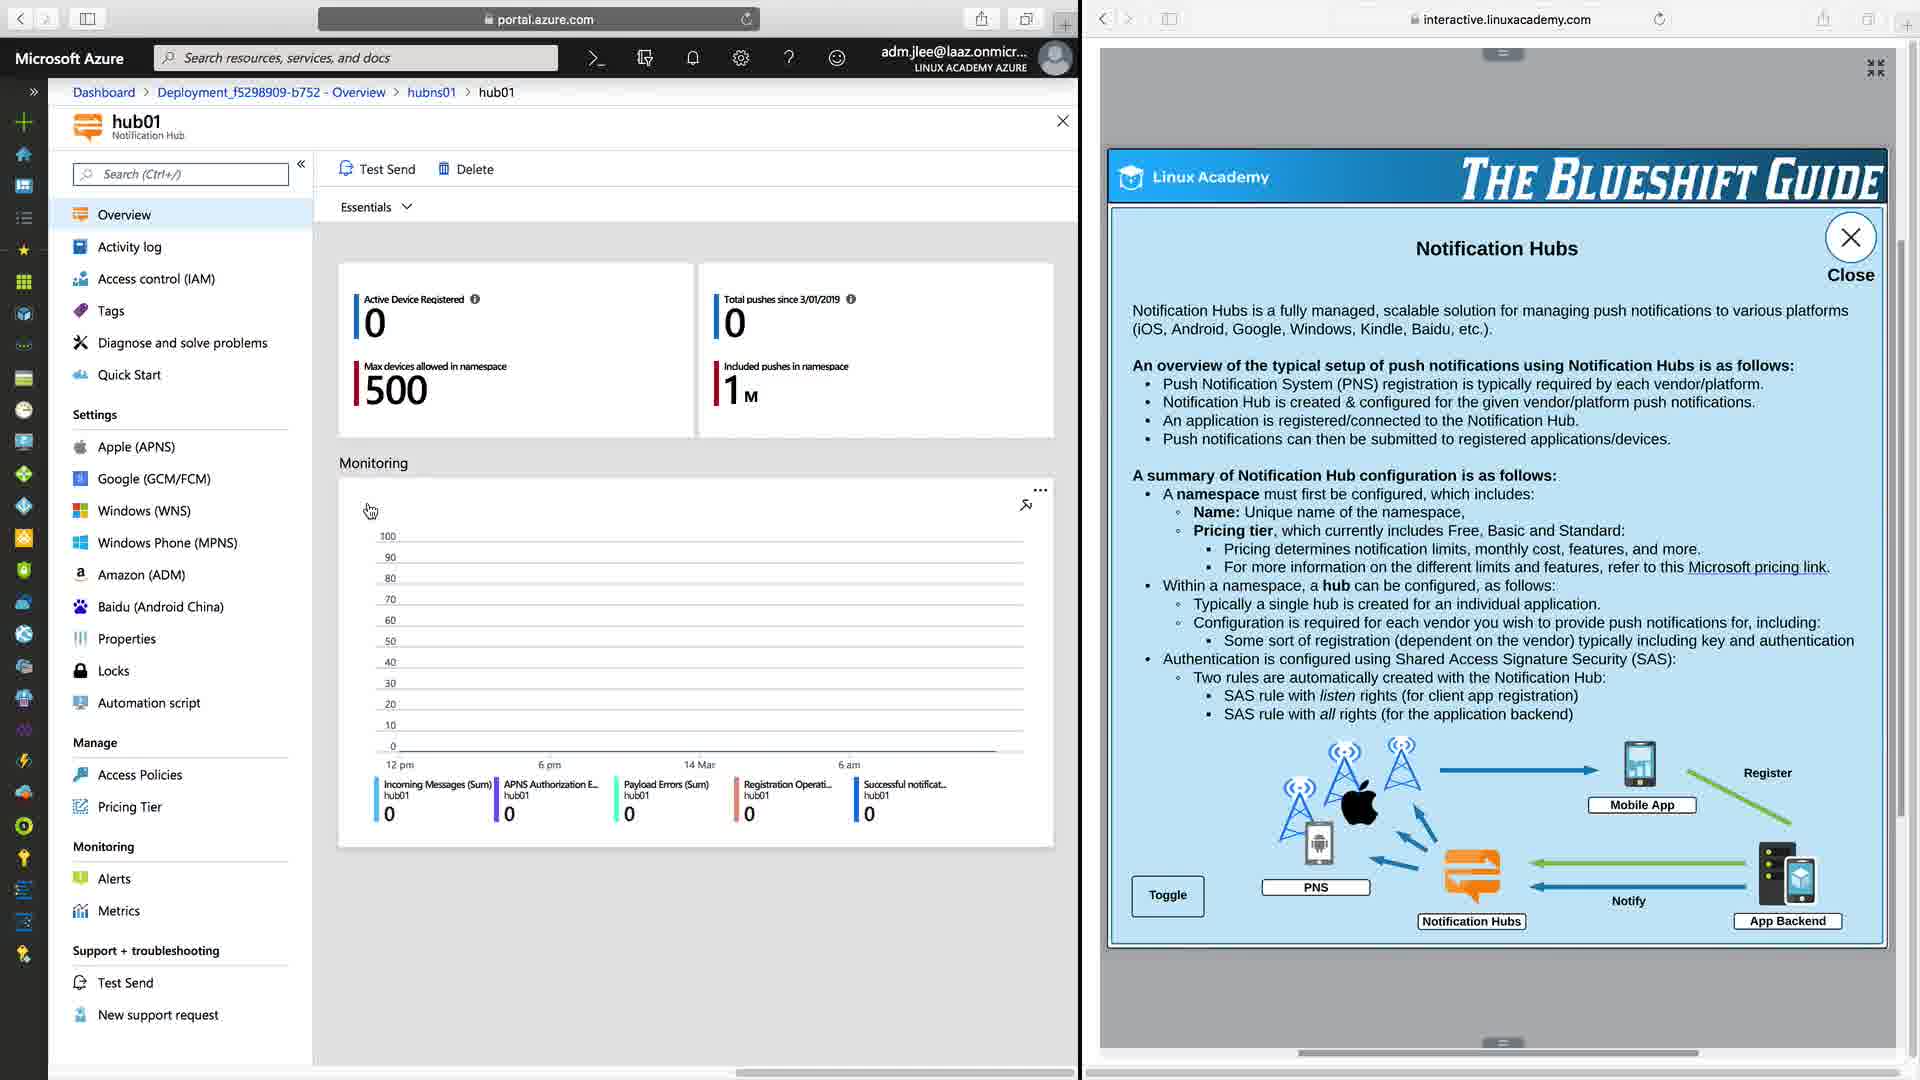 portal.azure.com
Microsoft Azure
Search resources, services, and docs
adm.jlee@laaz.onmicr...
LINUX ACADEMY AZURE
Dashboard > Deployment_f5298909-b752 - Overview > hubns01 > hub01
hub01
Notification Hub
Search (Ctrl+/)
Overview
Activity log
Access control (IAM)
Tags
Diagnose and solve problems
Quick Start
Settings
Apple (APNS)
Google (GCM/FCM)
Windows (WNS)
Windows Phone (MPNS)
Amazon (ADM)
Baidu (Android China)
Properties
Locks
Automation script
Manage
Access Policies
Pricing Tier
Monitoring
Alerts
Metrics
Support + troubleshooting
Test Send
New support request
Test Send
Delete
Essentials
Active Device Registered
0
Max devices allowed in namespace
500
Total pushes since 3/01/2019
0
Included pushes in namespace
1 M
Monitoring
100
90
80
70
60
50
40
30
20
10
0
12 pm
6 pm
14 Mar
6 am
Incoming Messages (Sum)
hub01
0
APNS Authorization E...
hub01
0
Payload Errors (Sum)
hub01
0
Registration Operati...
hub01
0
Successful notificat...
hub01
0
interactive.linuxacademy.com
Linux Academy
THE BLUESHIFT GUIDE
Notification Hubs
Close
Notification Hubs is a fully managed, scalable solution for managing push notifications to various platforms
(iOS, Android, Google, Windows, Kindle, Baidu, etc.).
An overview of the typical setup of push notifications using Notification Hubs is as follows:
• Push Notification System (PNS) registration is typically required by each vendor/platform.
• Notification Hub is created & configured for the given vendor/platform push notifications.
• An application is registered/connected to the Notification Hub.
• Push notifications can then be submitted to registered applications/devices.
A summary of Notification Hub configuration is as follows:
• A namespace must first be configured, which includes:
◦ Name: Unique name of the namespace,
◦ Pricing tier, which currently includes Free, Basic and Standard:
▪ Pricing determines notification limits, monthly cost, features, and more.
▪ For more information on the different limits and features, refer to this Microsoft pricing link.
• Within a namespace, a hub can be configured, as follows:
◦ Typically a single hub is created for an individual application.
◦ Configuration is required for each vendor you wish to provide push notifications for, including:
▪ Some sort of registration (dependent on the vendor) typically including key and authentication
• Authentication is configured using Shared Access Signature Security (SAS):
◦ Two rules are automatically created with the Notification Hub:
▪ SAS rule with listen rights (for client app registration)
▪ SAS rule with all rights (for the application backend)
Mobile App
Register
PNS
Toggle
Notification Hubs
Notify
App Backend